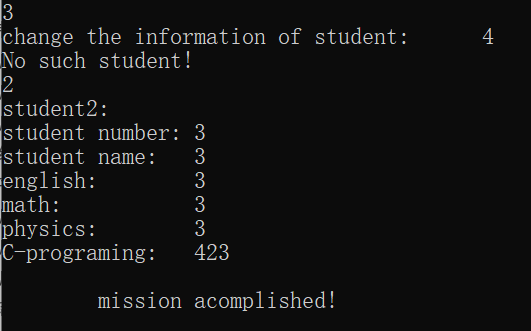 3
change the information of student: 4
No such student!
2
student2:
student number: 3
student name: 3
english: 3
math: 3
physics: 3
C-programing: 423
mission acomplished!